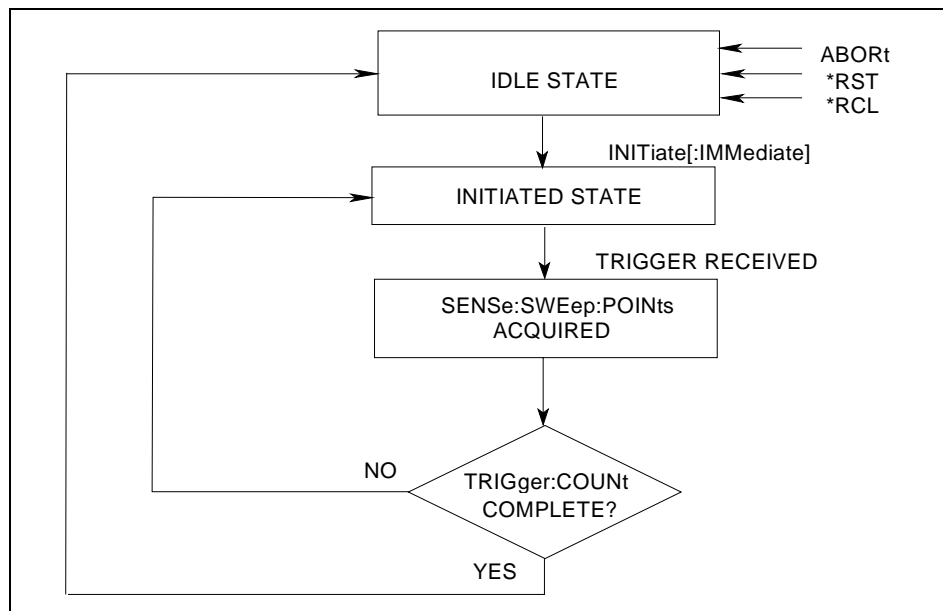 ABORt
IDLE STATE
*RST
*RCL
INITiate[:IMMediate]
INITIATED STATE
TRIGGER RECEIVED
SENSe:SWEep:POINts
ACQUIRED
NO
TRIGger:COUNt
COMPLETE?
YES